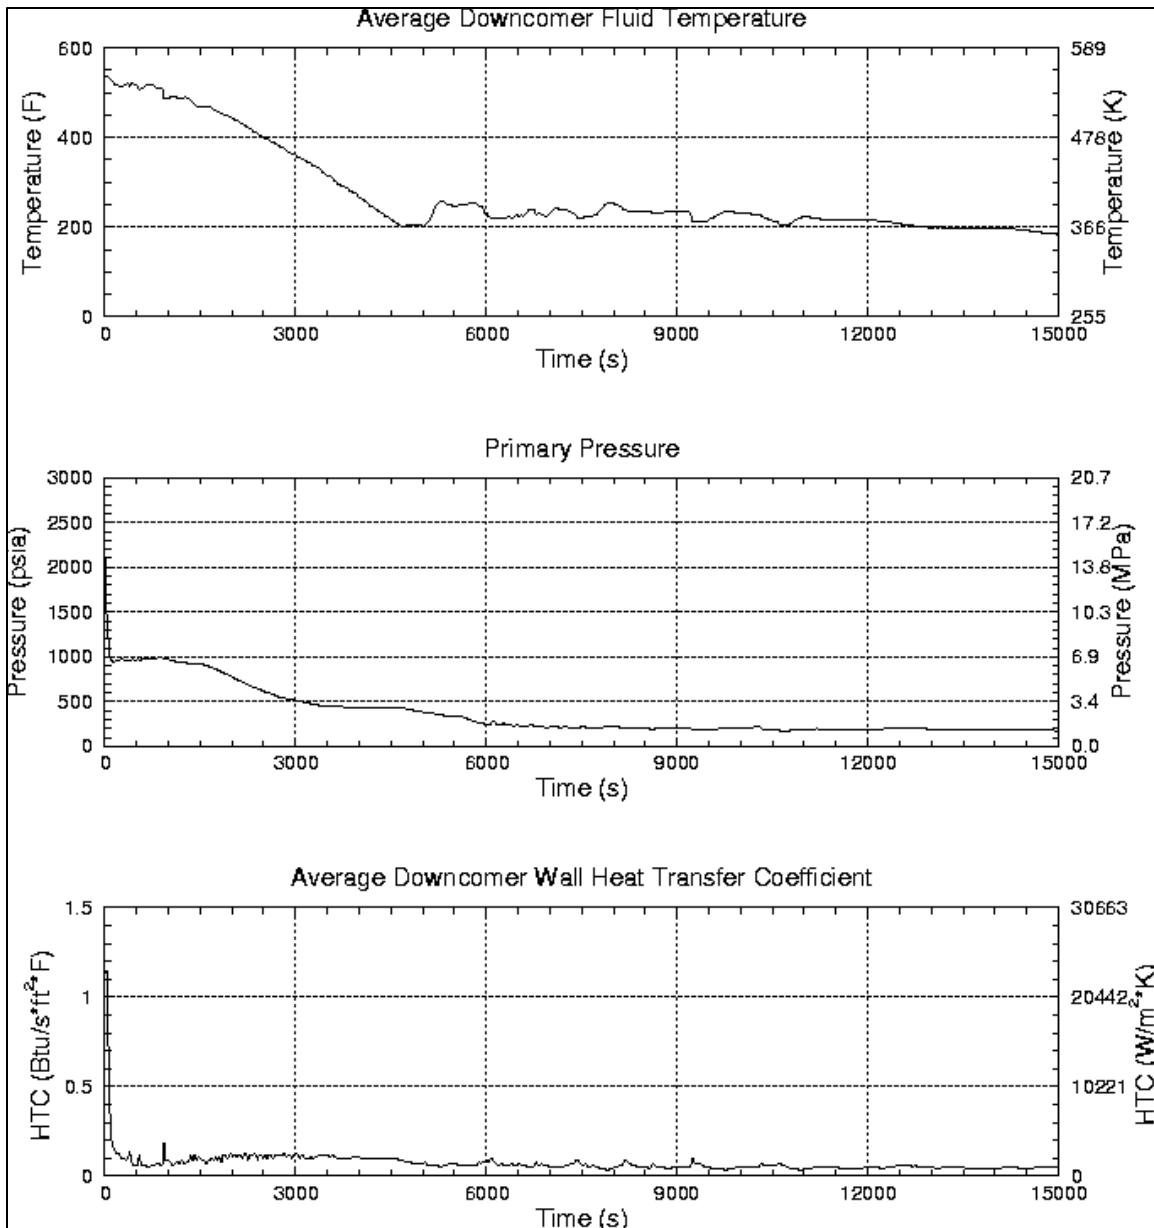 Average Downcomer Fluid Temperature
Temperature (F)
600
400
200
0
589
478
366
255
Temperature (K)
0 3000 6000 9000 12000 15000
Time (s)
Primary Pressure
Pressure (psia)
3000
2500
2000
1500
1000
500
0
20.7
17.2
13.8
10.3
6.9
3.4
0.0
Pressure (MPa)
0 3000 6000 9000 12000 15000
Time (s)
Average Downcomer Wall Heat Transfer Coefficient
HTC (Btu/s*ft²*F)
1.5
1
0.5
0
30663
20442
10221
0
HTC (W/m²*K)
0 3000 6000 9000 12000 15000
Time (s)